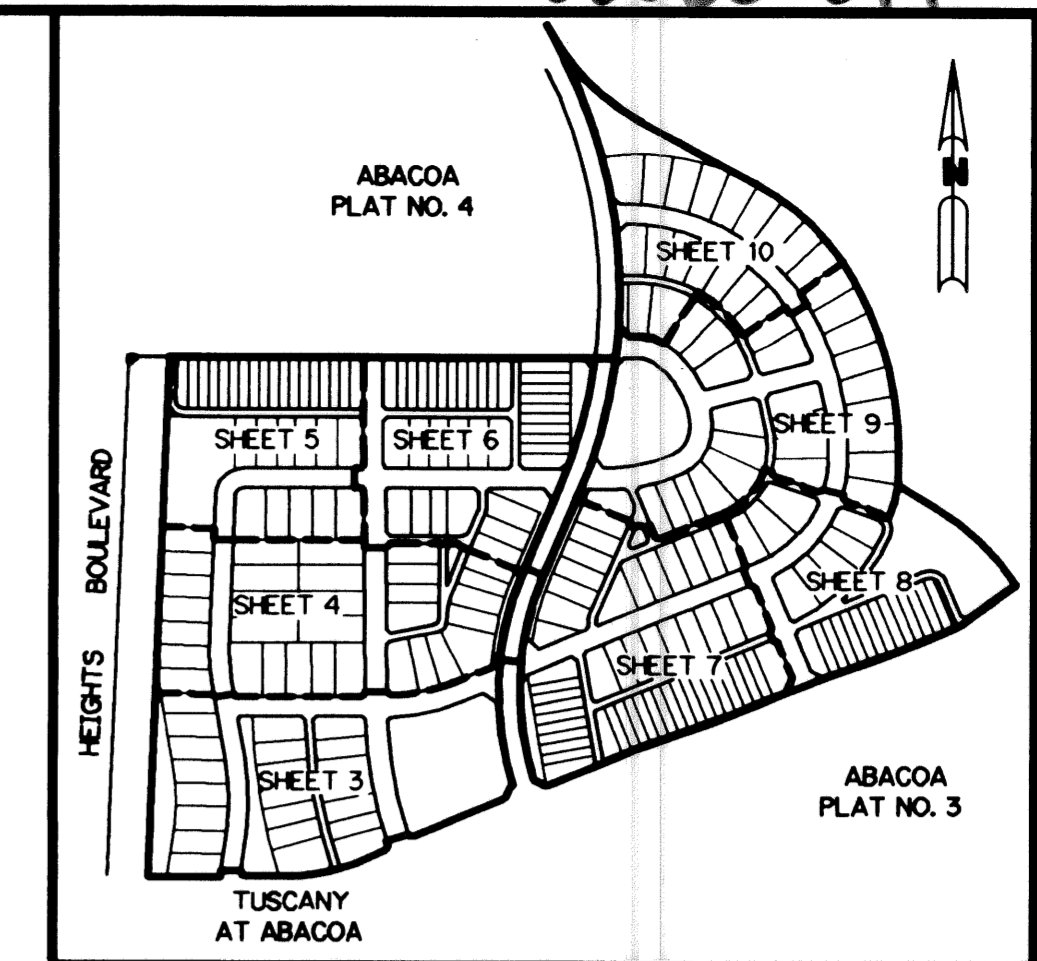 ABACOA
PLAT NO. 4
N
SHEET 10
SHEET 5
SHEET 6
SHEET 9
HEIGHTS BOULEVARD
SHEET 4
SHEET 8
SHEET 7
SHEET 3
ABACOA
PLAT NO. 3
TUSCANY
AT ABACOA